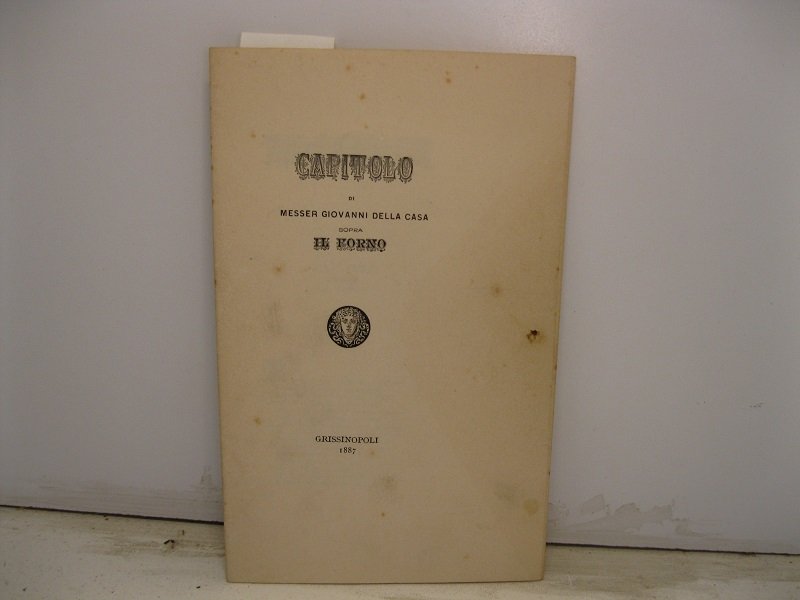 CAPITOLO
DI
MESSER GIOVANNI DELLA CASA
SOPRA
IL FORNO
GRISSINOPOLI
1887